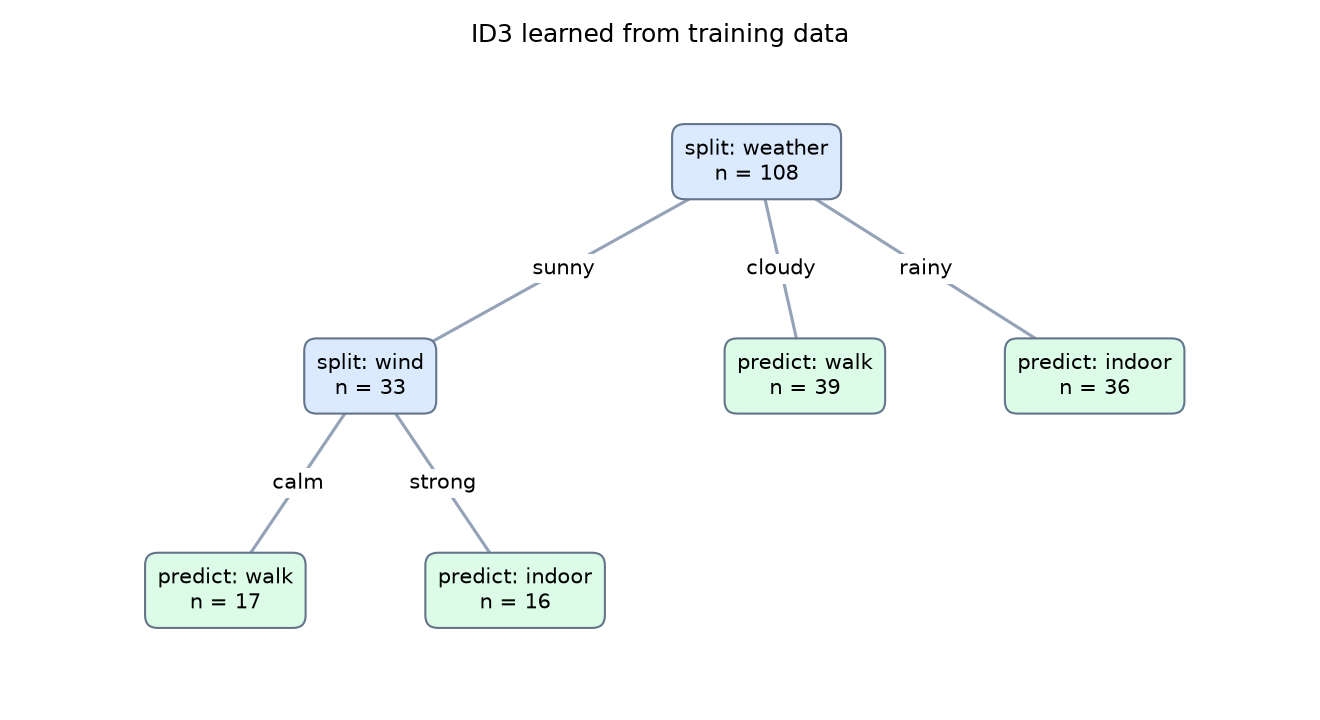 ID3 learned from training data
split: weather
n = 108
sunny
cloudy
rainy
split: wind
n = 33
predict: walk
n = 39
predict: indoor
n = 36
calm
strong
predict: walk
n = 17
predict: indoor
n = 16